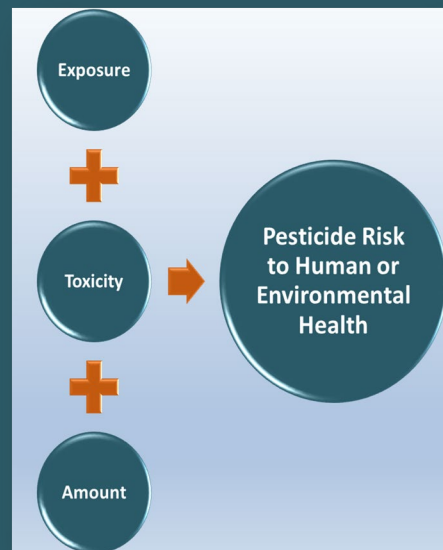 Exposure
Toxicity
Amount
Pesticide Risk
to Human or
Environmental
Health